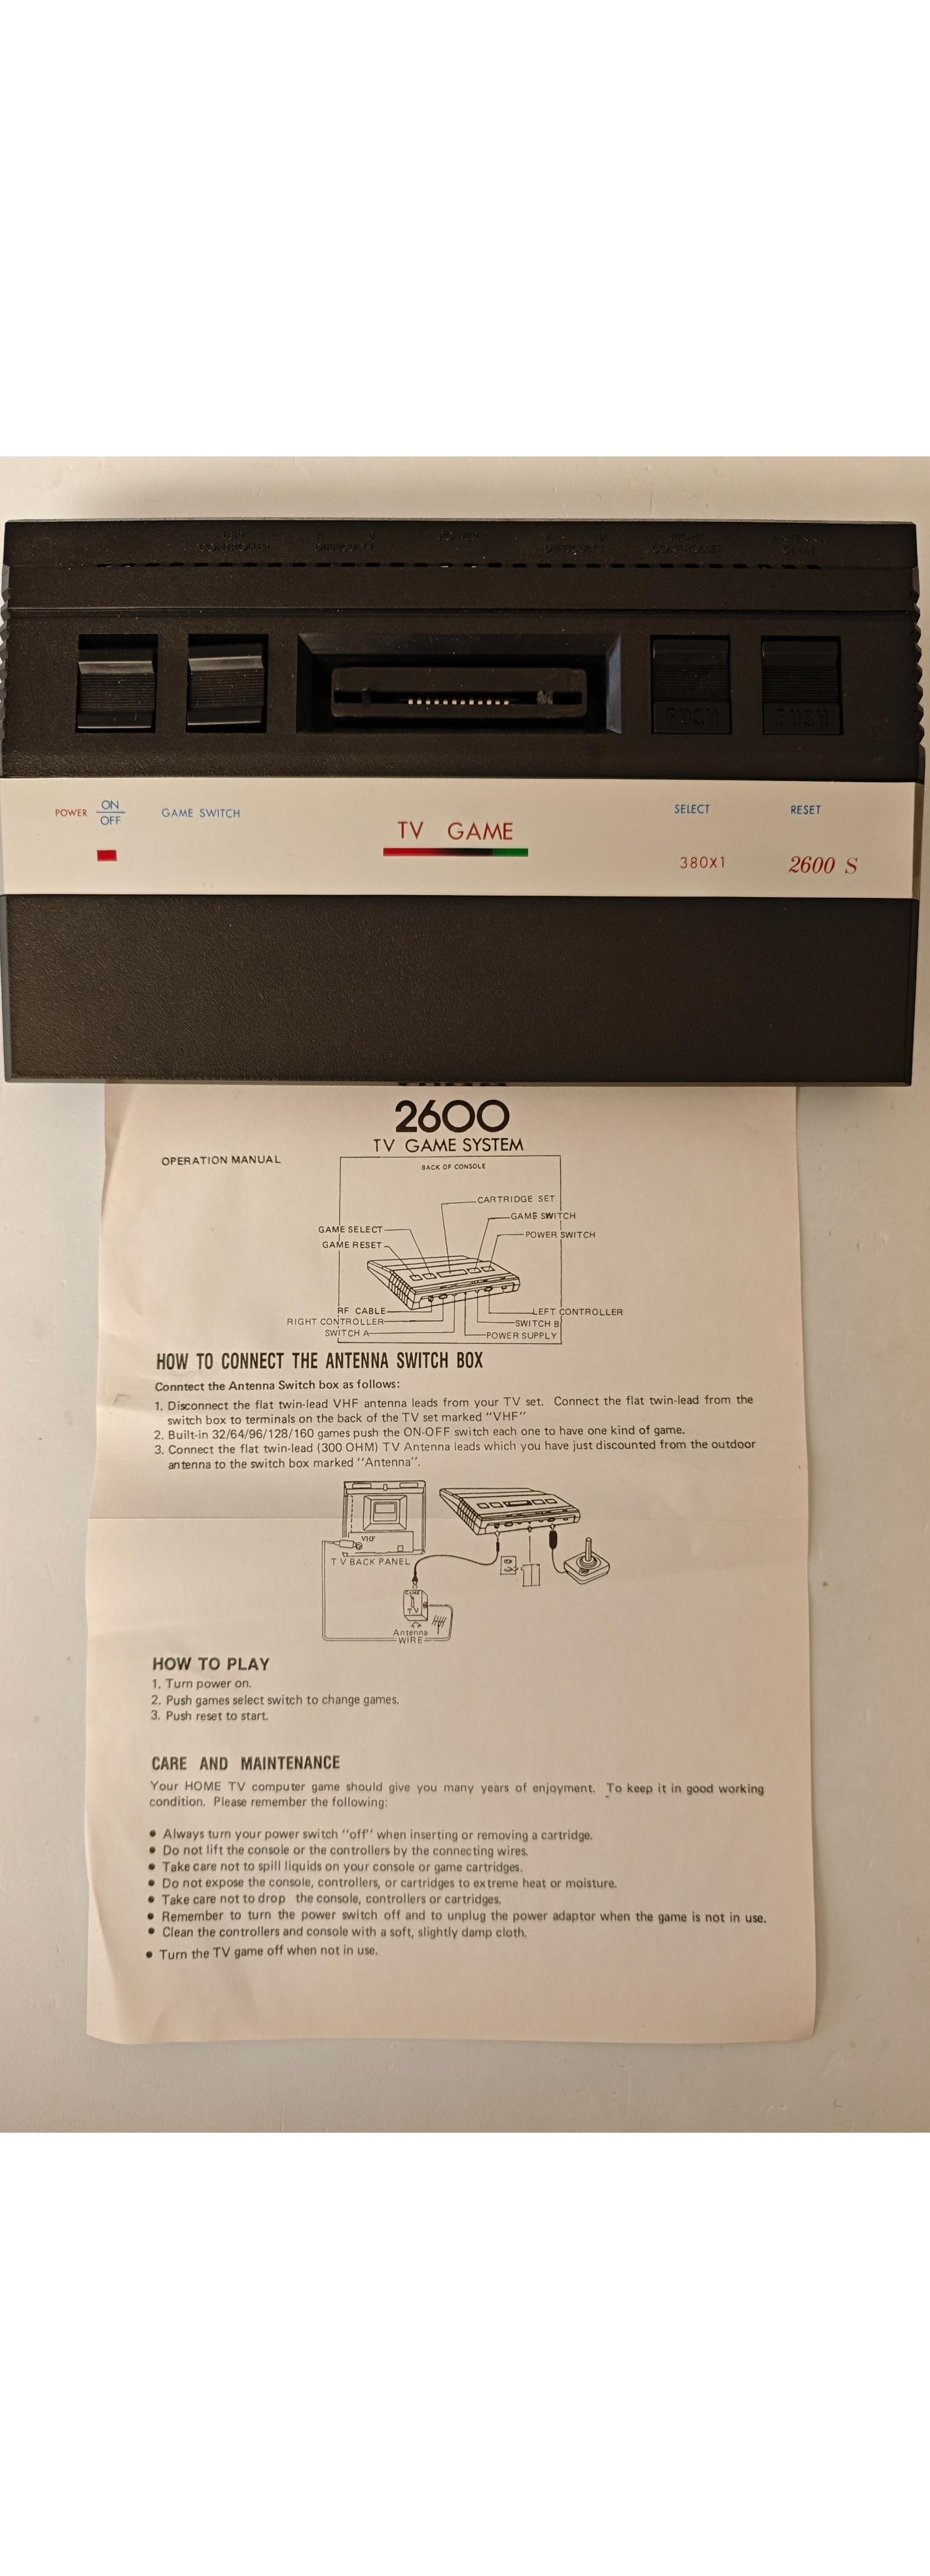 CONTROLLER
DIFFICULTY
POWER
DIFFICULTY
CONTROLLER
PUSH
PUSH
POWER ON OFF
GAME SWITCH
TV GAME
SELECT
RESET
380X1
2600 S
2600
TV GAME SYSTEM
OPERATION MANUAL
BACK OF CONSOLE
CARTRIDGE SET
GAME SWITCH
GAME SELECT
POWER SWITCH
GAME RESET
RF CABLE
LEFT CONTROLLER
RIGHT CONTROLLER
SWITCH B
SWITCH A
POWER SUPPLY
HOW TO CONNECT THE ANTENNA SWITCH BOX
Conntect the Antenna Switch box as follows:
1. Disconnect the flat twin-lead VHF antenna leads from your TV set. Connect the flat twin-lead from the
switch box to terminals on the back of the TV set marked "VHF"
2. Built-in 32/64/96/128/160 games push the ON-OFF switch each one to have one kind of game.
3. Connect the flat twin-lead (300 OHM) TV Antenna leads which you have just discounted from the outdoor
antenna to the switch box marked "Antenna".
VHF
TV BACK PANEL
GAME
TV
Antenna
WIRE
HOW TO PLAY
1. Turn power on.
2. Push games select switch to change games.
3. Push reset to start.
CARE AND MAINTENANCE
Your HOME TV computer game should give you many years of enjoyment. To keep it in good working
condition. Please remember the following:
• Always turn your power switch "off" when inserting or removing a cartridge.
• Do not lift the console or the controllers by the connecting wires.
• Take care not to spill liquids on your console or game cartridges.
• Do not expose the console, controllers, or cartridges to extreme heat or moisture.
• Take care not to drop the console, controllers or cartridges.
• Remember to turn the power switch off and to unplug the power adaptor when the game is not in use.
• Clean the controllers and console with a soft, slightly damp cloth.
• Turn the TV game off when not in use.